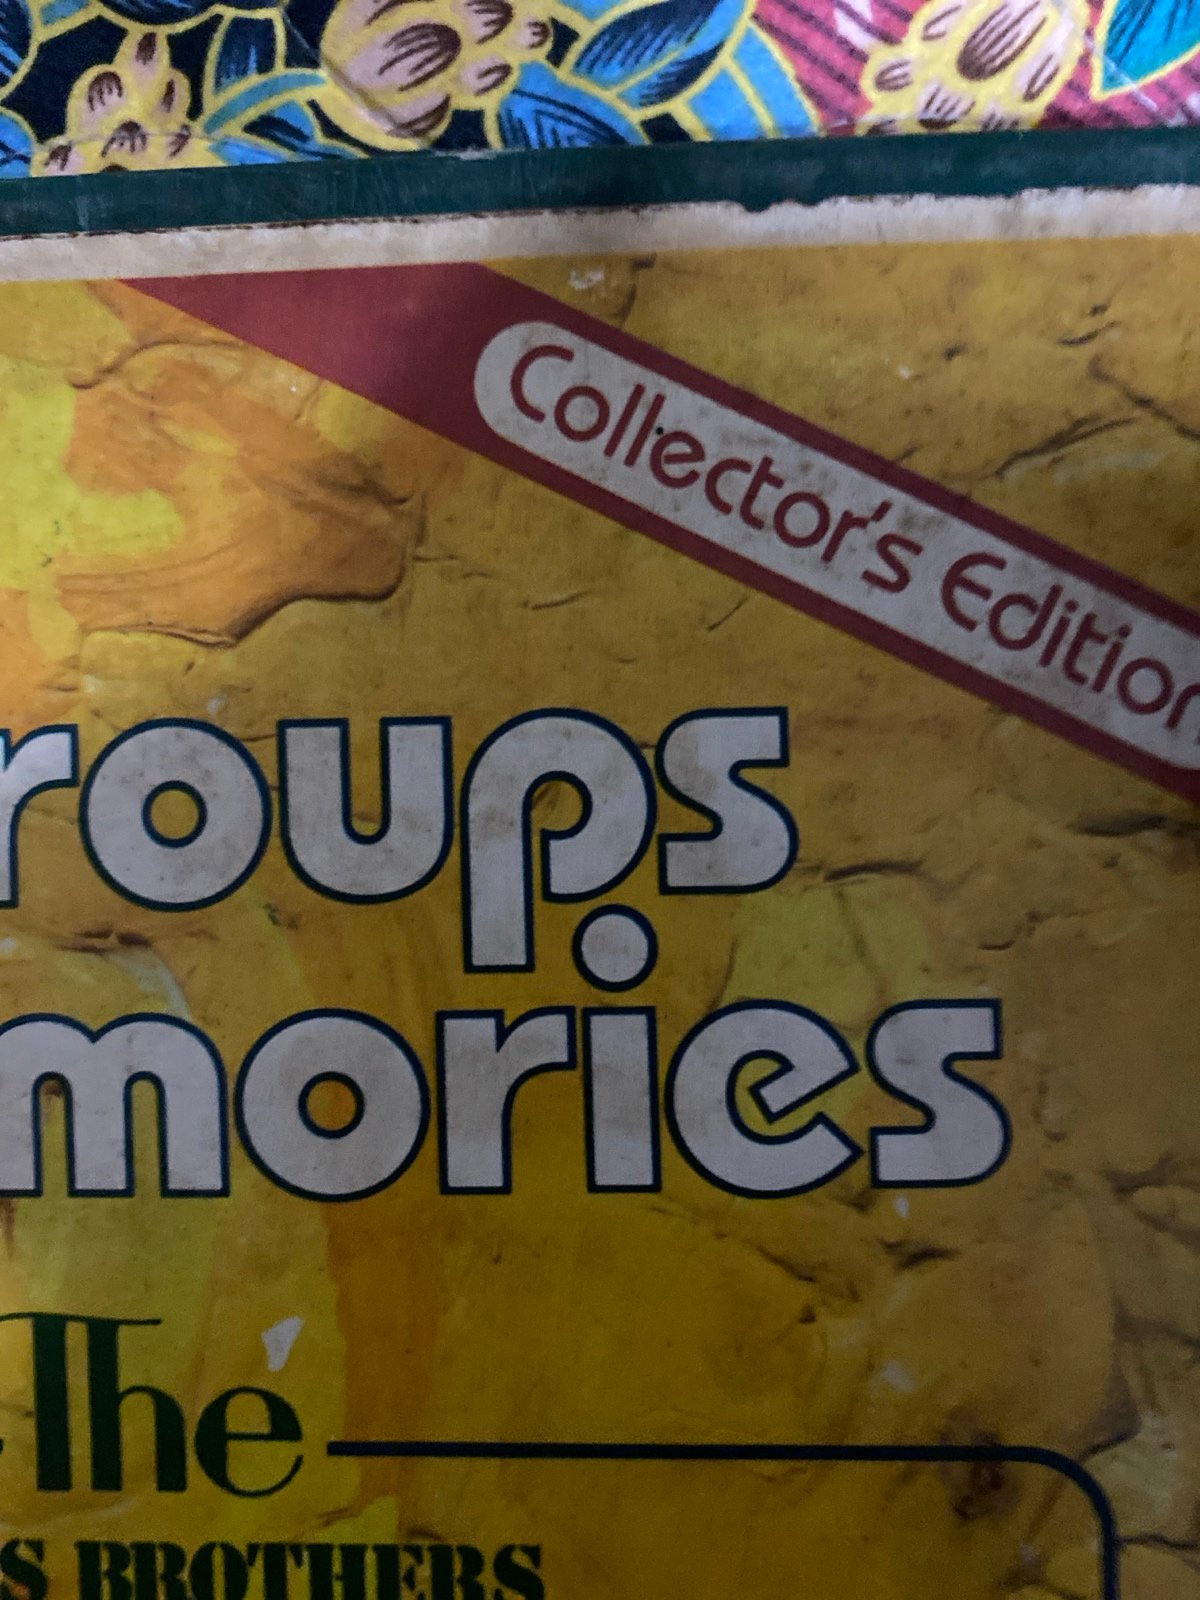 Collector's Edition
roups
mories
The
S BROTHERS